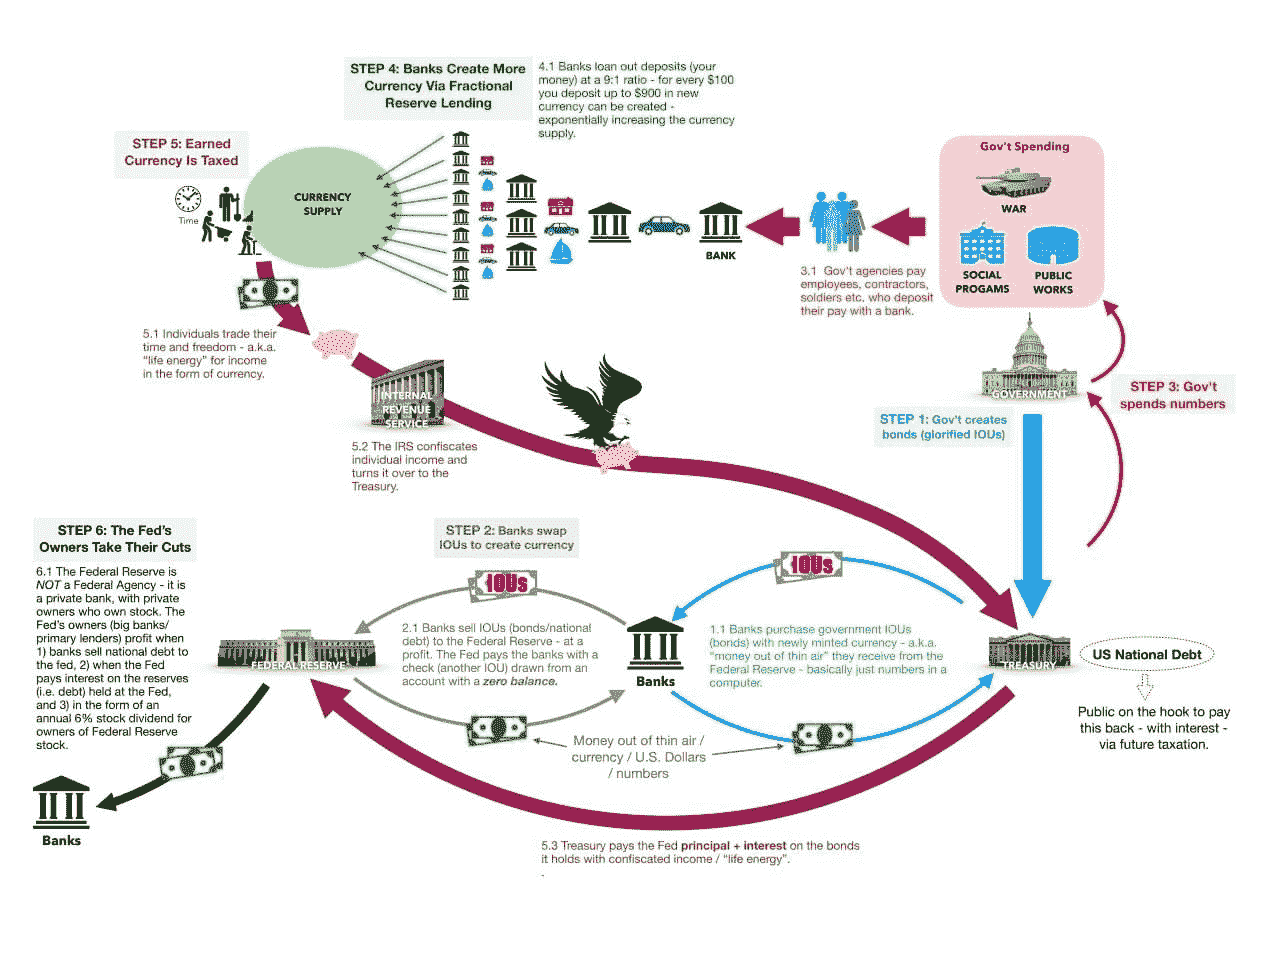 STEP 4: Banks Create More
Currency Via Fractional
Reserve Lending
4.1 Banks loan out deposits (your
money) at a 9:1 ratio - for every $100
you deposit up to $900 in new
currency can be created -
exponentially increasing the currency
supply.
STEP 5: Earned
Currency Is Taxed
Time
CURRENCY
SUPPLY
BANK
Gov't Spending
WAR
SOCIAL
PROGAMS
PUBLIC
WORKS
3.1 Gov't agencies pay
employees, contractors,
soldiers etc. who deposit
their pay with a bank.
5.1 Individuals trade their
time and freedom - a.k.a.
“life energy” for income
in the form of currency.
INTERNAL
REVENUE
SERVICE
5.2 The IRS confiscates
individual income and
turns it over to the
Treasury.
GOVERNMENT
STEP 3: Gov't
spends numbers
STEP 1: Gov't creates
bonds (glorified IOUs)
STEP 6: The Fed's
Owners Take Their Cuts
6.1 The Federal Reserve is
NOT a Federal Agency - it is
a private bank, with private
owners who own stock. The
Fed's owners (big banks/
primary lenders) profit when
1) banks sell national debt to
the fed, 2) when the Fed
pays interest on the reserves
(i.e. debt) held at the Fed,
and 3) in the form of an
annual 6% stock dividend for
owners of Federal Reserve
stock.
Banks
STEP 2: Banks swap
IOUs to create currency
IOUs
FEDERAL RESERVE
2.1 Banks sell IOUs (bonds/national
debt) to the Federal Reserve - at a
profit. The Fed pays the banks with a
check (another IOU) drawn from an
account with a zero balance.
Banks
IOUs
1.1 Banks purchase government IOUs
(bonds) with newly minted currency - a.k.a.
“money out of thin air” they receive from the
Federal Reserve - basically just numbers in a
computer.
TREASURY
US National Debt
Public on the hook to pay
this back - with interest -
via future taxation.
Money out of thin air /
currency / U.S. Dollars
/ numbers
5.3 Treasury pays the Fed principal + interest on the bonds
it holds with confiscated income / “life energy”.